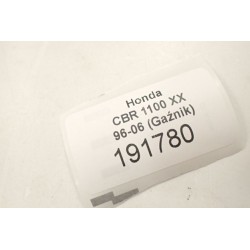 Honda
CBR 1100 XX
96-06 (Gaźnik)
191780